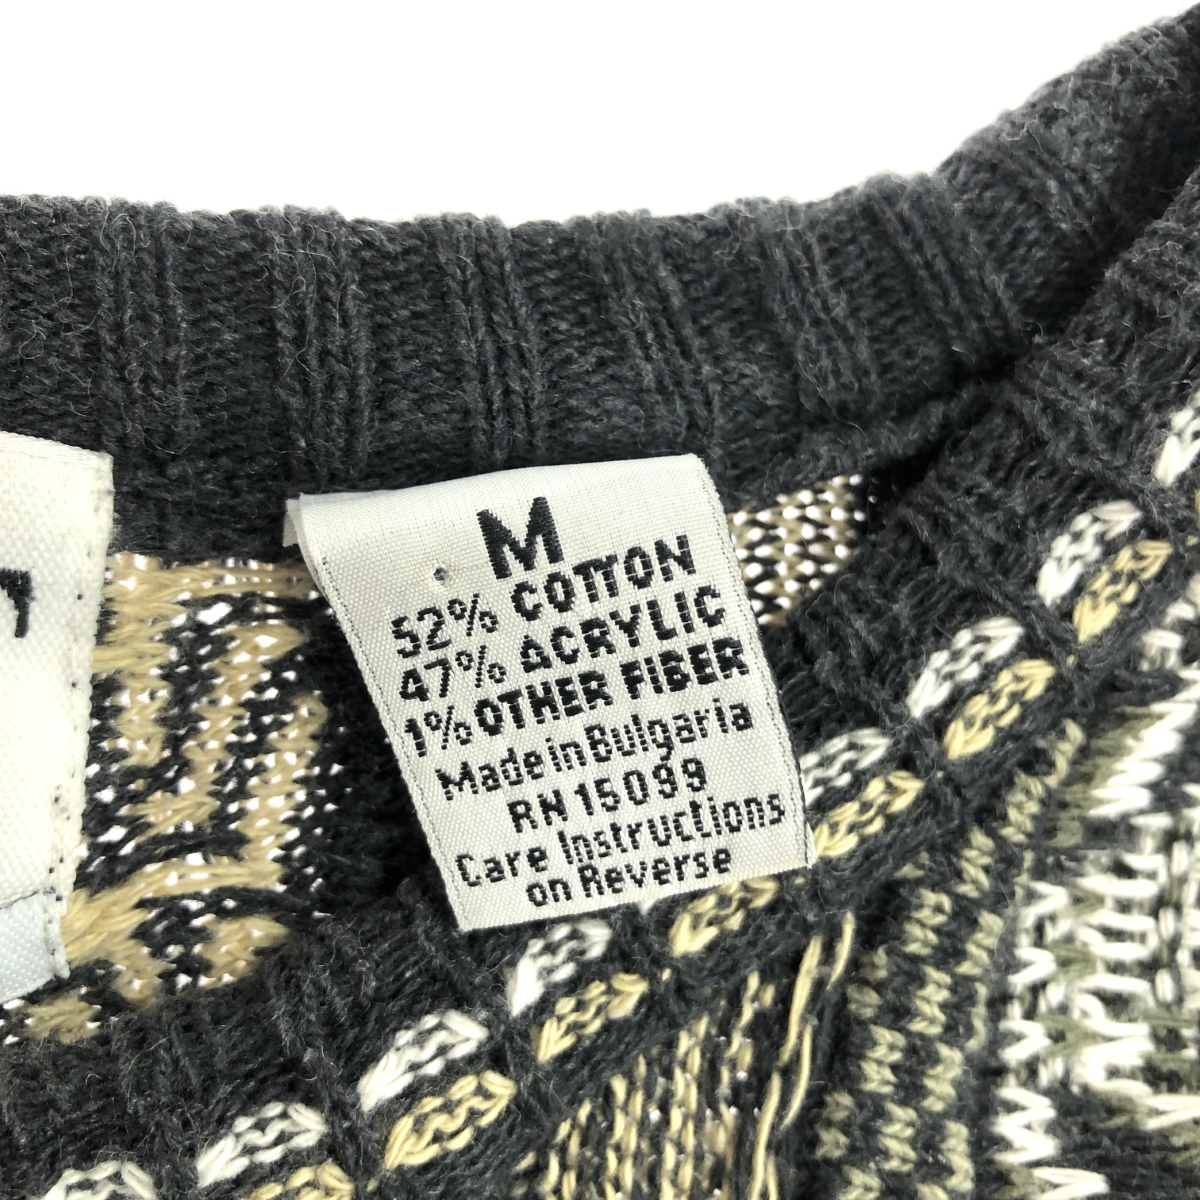 M
52% COTTON
47% ACRYLIC
1% OTHER FIBER
Made in Bulgaria
RN 15099
Care Instructions
on Reverse